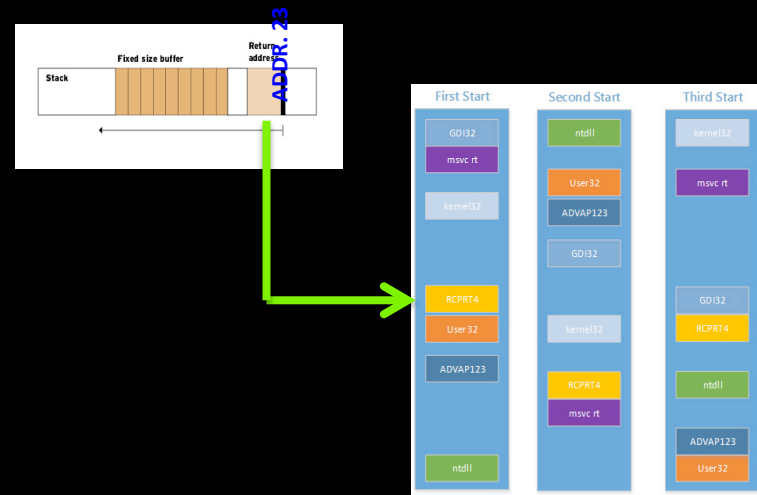 ADDR. 23
Return
address
Fixed size buffer
Stack
First Start
GDI32
msvc rt
kernel32
RCPRT4
User32
ADVAP123
ntdll
Second Start
ntdll
User32
ADVAP123
GDI32
kernel32
RCPRT4
msvc rt
Third Start
kernel32
msvc rt
GDI32
RCPRT4
ntdll
ADVAP123
User32